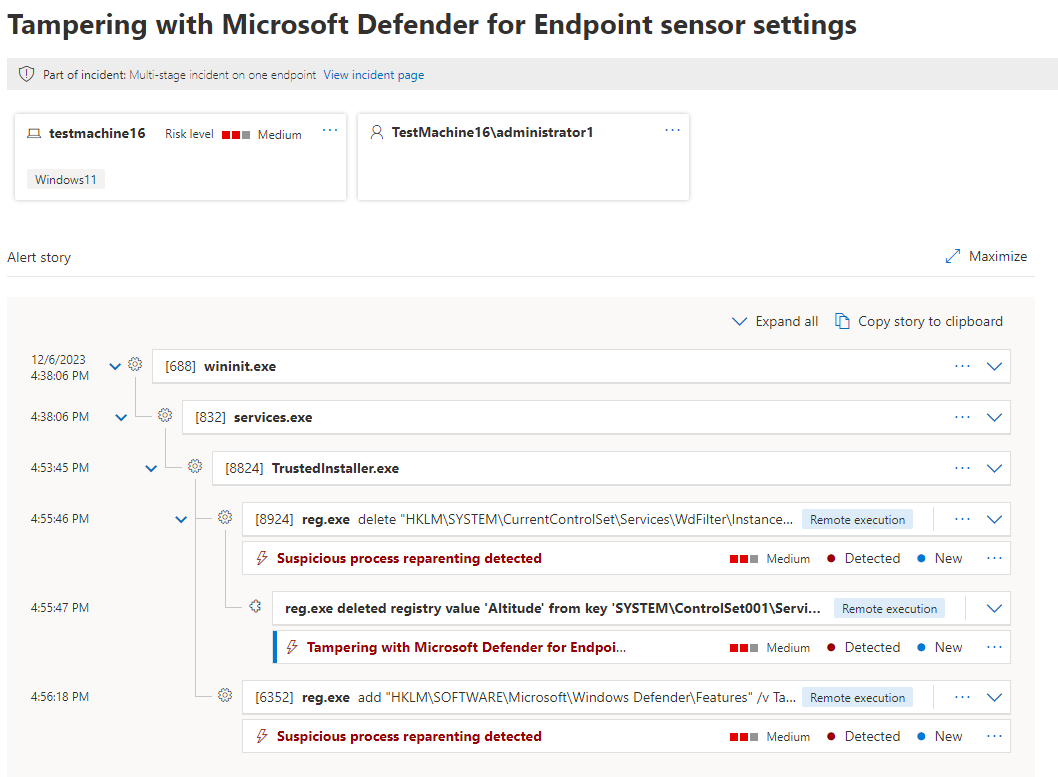 Tampering with Microsoft Defender for Endpoint sensor settings
Part of incident: Multi-stage incident on one endpoint View incident page
testmachine16 Risk level Medium ...
Windows11
TestMachine16\administrator1 ...
Alert story
Maximize
Expand all Copy story to clipboard
12/6/2023
4:38:06 PM
[688] wininit.exe ...
4:38:06 PM [832] services.exe ...
4:53:45 PM [8824] TrustedInstaller.exe ...
4:55:46 PM [8924] reg.exe delete "HKLM\SYSTEM\CurrentControlSet\Services\WdFilter\Instance... Remote execution ...
Suspicious process reparenting detected Medium Detected New ...
4:55:47 PM reg.exe deleted registry value 'Altitude' from key 'SYSTEM\ControlSet001\Servi... Remote execution
Tampering with Microsoft Defender for Endpoi... Medium Detected New ...
4:56:18 PM [6352] reg.exe add "HKLM\SOFTWARE\Microsoft\Windows Defender\Features" /v Ta... Remote execution ...
Suspicious process reparenting detected Medium Detected New ...